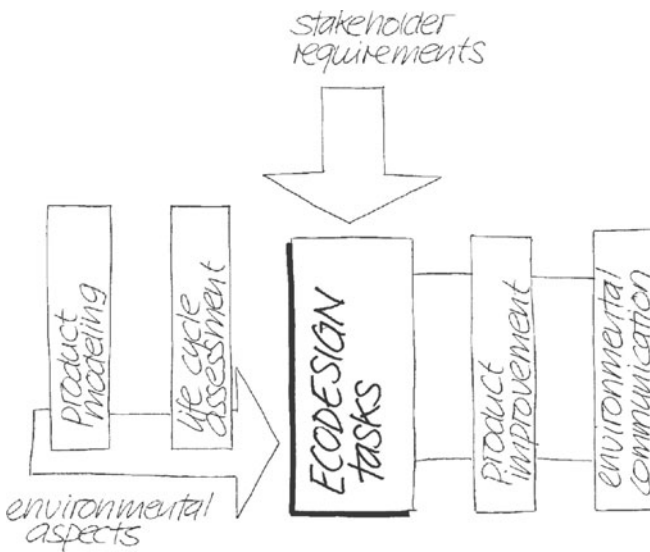 stakeholder
requirements
product
modeling
life cycle
assessment
ECODESIGN
tasks
product
improvement
environmental
communication
environmental
aspects